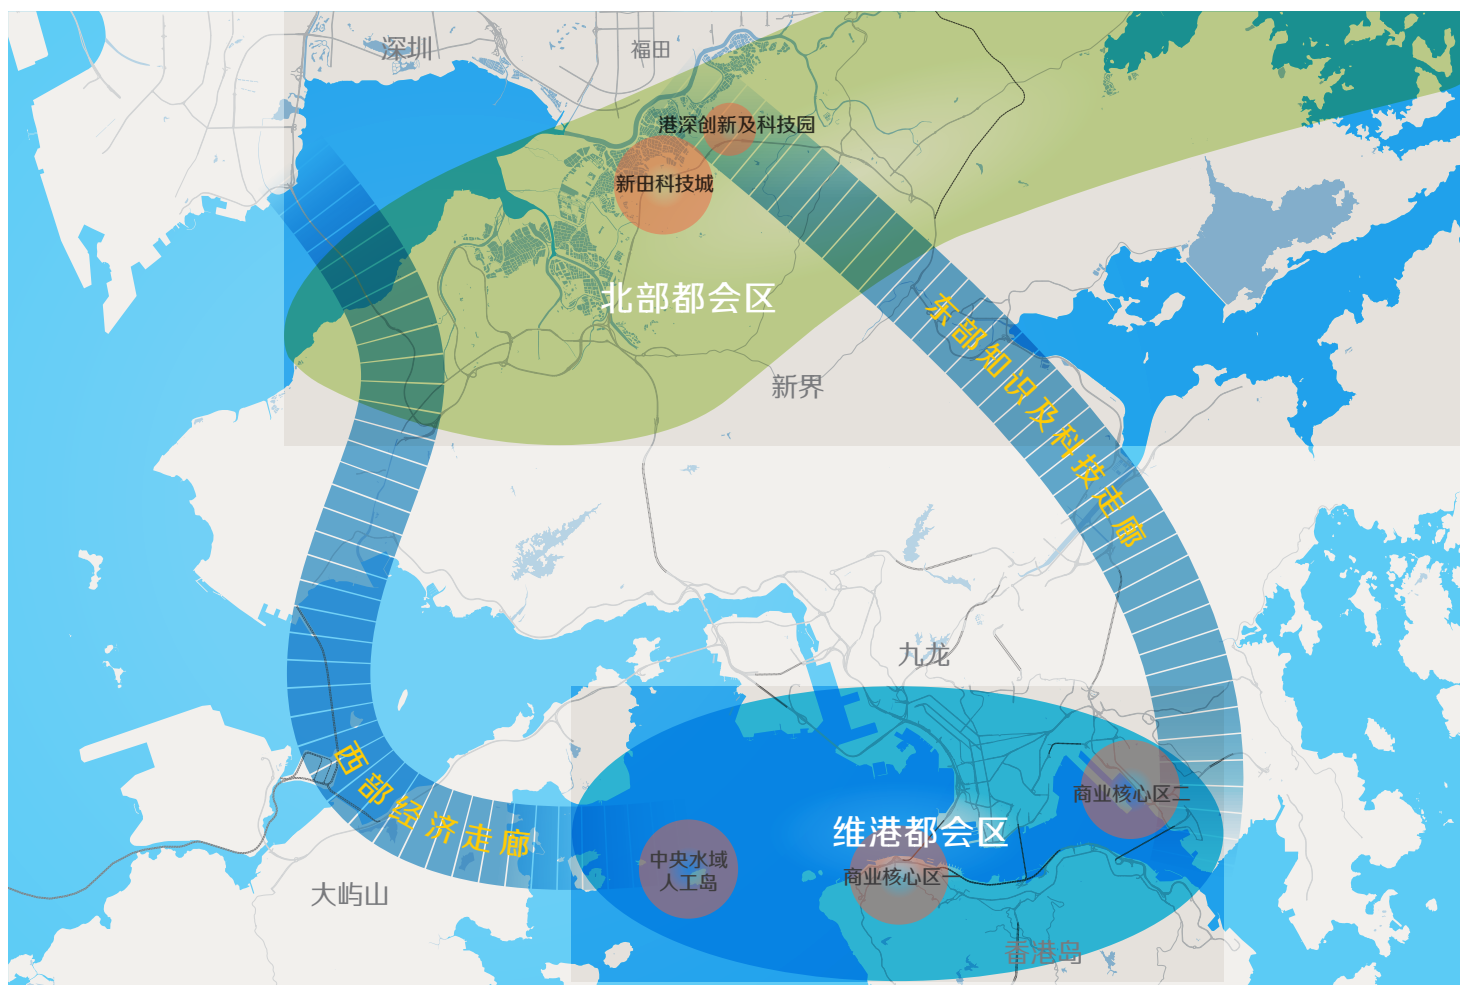 深圳
福田
港深创新及科技园
新田科技城
北部都会区
东部知识及科技走廊
新界
九龙
西部经济走廊
商业核心区二
维港都会区
中央水域
人工岛
商业核心区一
大屿山
香港岛